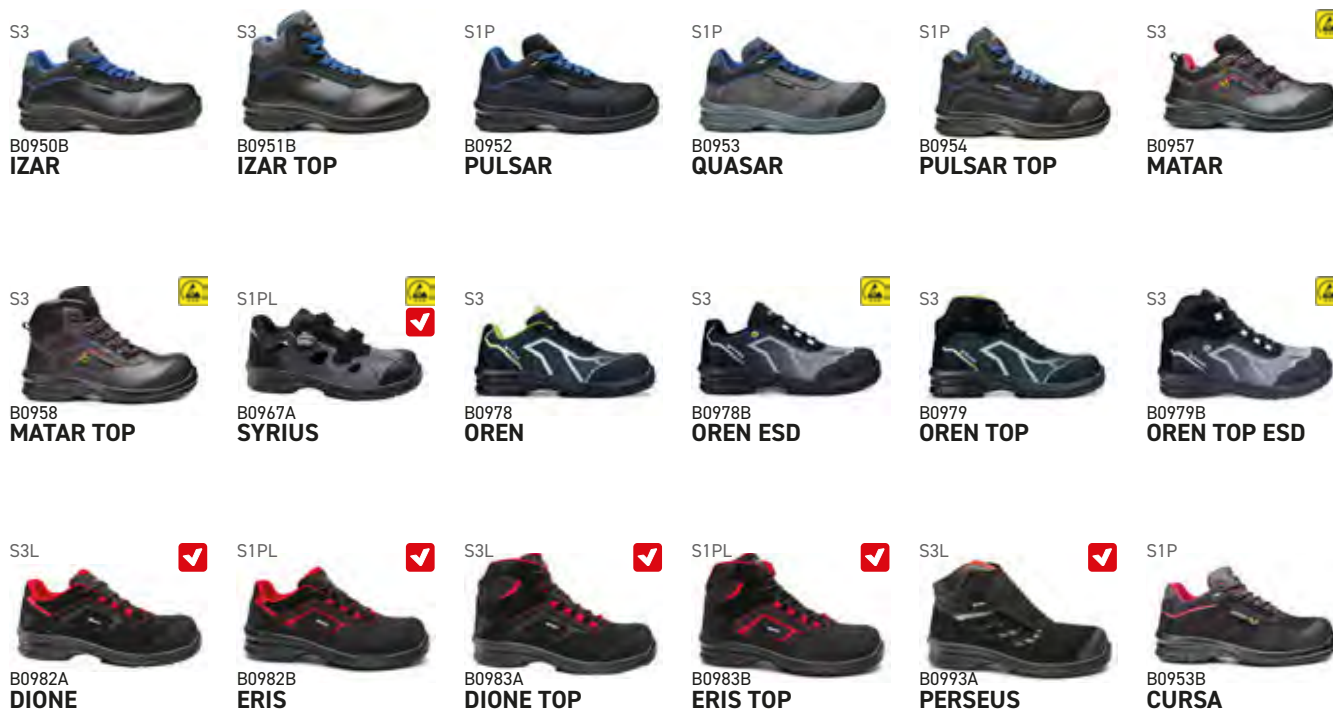 S3
B0950B
IZAR
S3
B0951B
IZAR TOP
S1P
B0952
PULSAR
S1P
B0953
QUASAR
S1P
B0954
PULSAR TOP
S3
B0957
MATAR
S3
B0958
MATAR TOP
S1PL
B0967A
SYRIUS
S3
B0978
OREN
S3
B0978B
OREN ESD
S3
B0979
OREN TOP
S3
B0979B
OREN TOP ESD
S3L
B0982A
DIONE
S1PL
B0982B
ERIS
S3L
B0983A
DIONE TOP
S1PL
B0983B
ERIS TOP
S3L
B0993A
PERSEUS
S1P
B0953B
CURSA